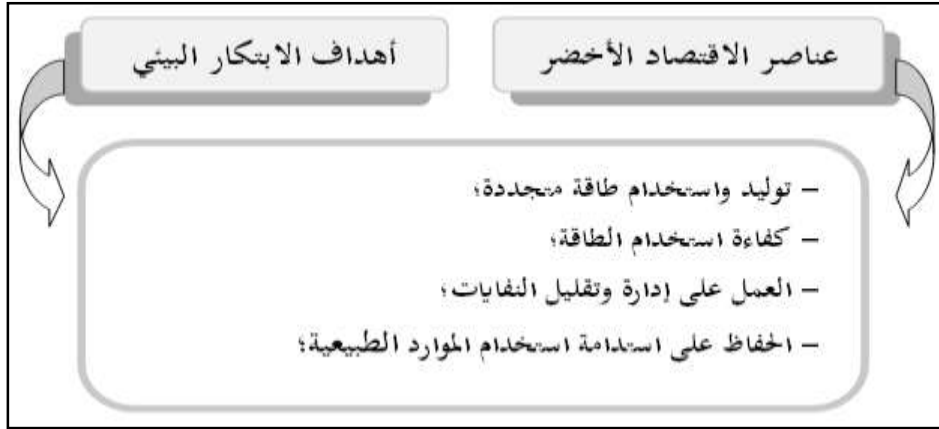 عناصر الاقتصاد الأخضر
أهداف الابتكار البيئي
– توليد واستخدام طاقة متجددة؛
– كفاءة استخدام الطاقة؛
– العمل على إدارة وتقليل النفايات؛
– الحفاظ على استدامة استخدام الموارد الطبيعية؛